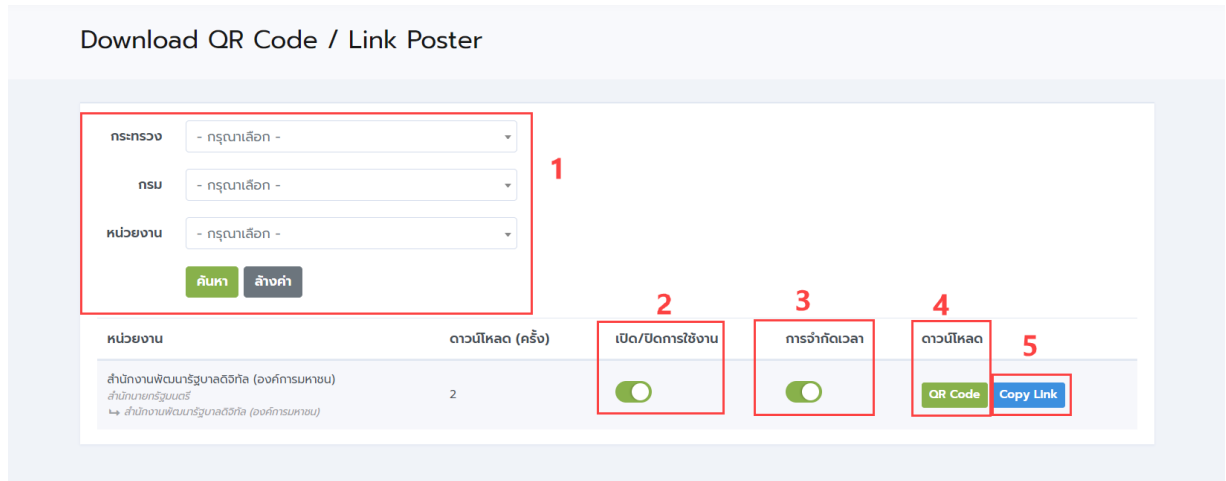 Download QR Code / Link Poster
กระทรวง - กรุณาเลือก -
1
กรม - กรุณาเลือก -
หน่วยงาน - กรุณาเลือก -
ค้นหา ล้างค่า
2 3 4
หน่วยงาน ดาวน์โหลด (ครั้ง) เปิด/ปิดการใช้งาน การจำกัดเวลา ดาวน์โหลด
5
สำนักงานพัฒนารัฐบาลดิจิทัล (องค์การมหาชน)
สำนักนายกรัฐมนตรี 2 QR Code Copy Link
↳ สำนักงานพัฒนารัฐบาลดิจิทัล (องค์การมหาชน)